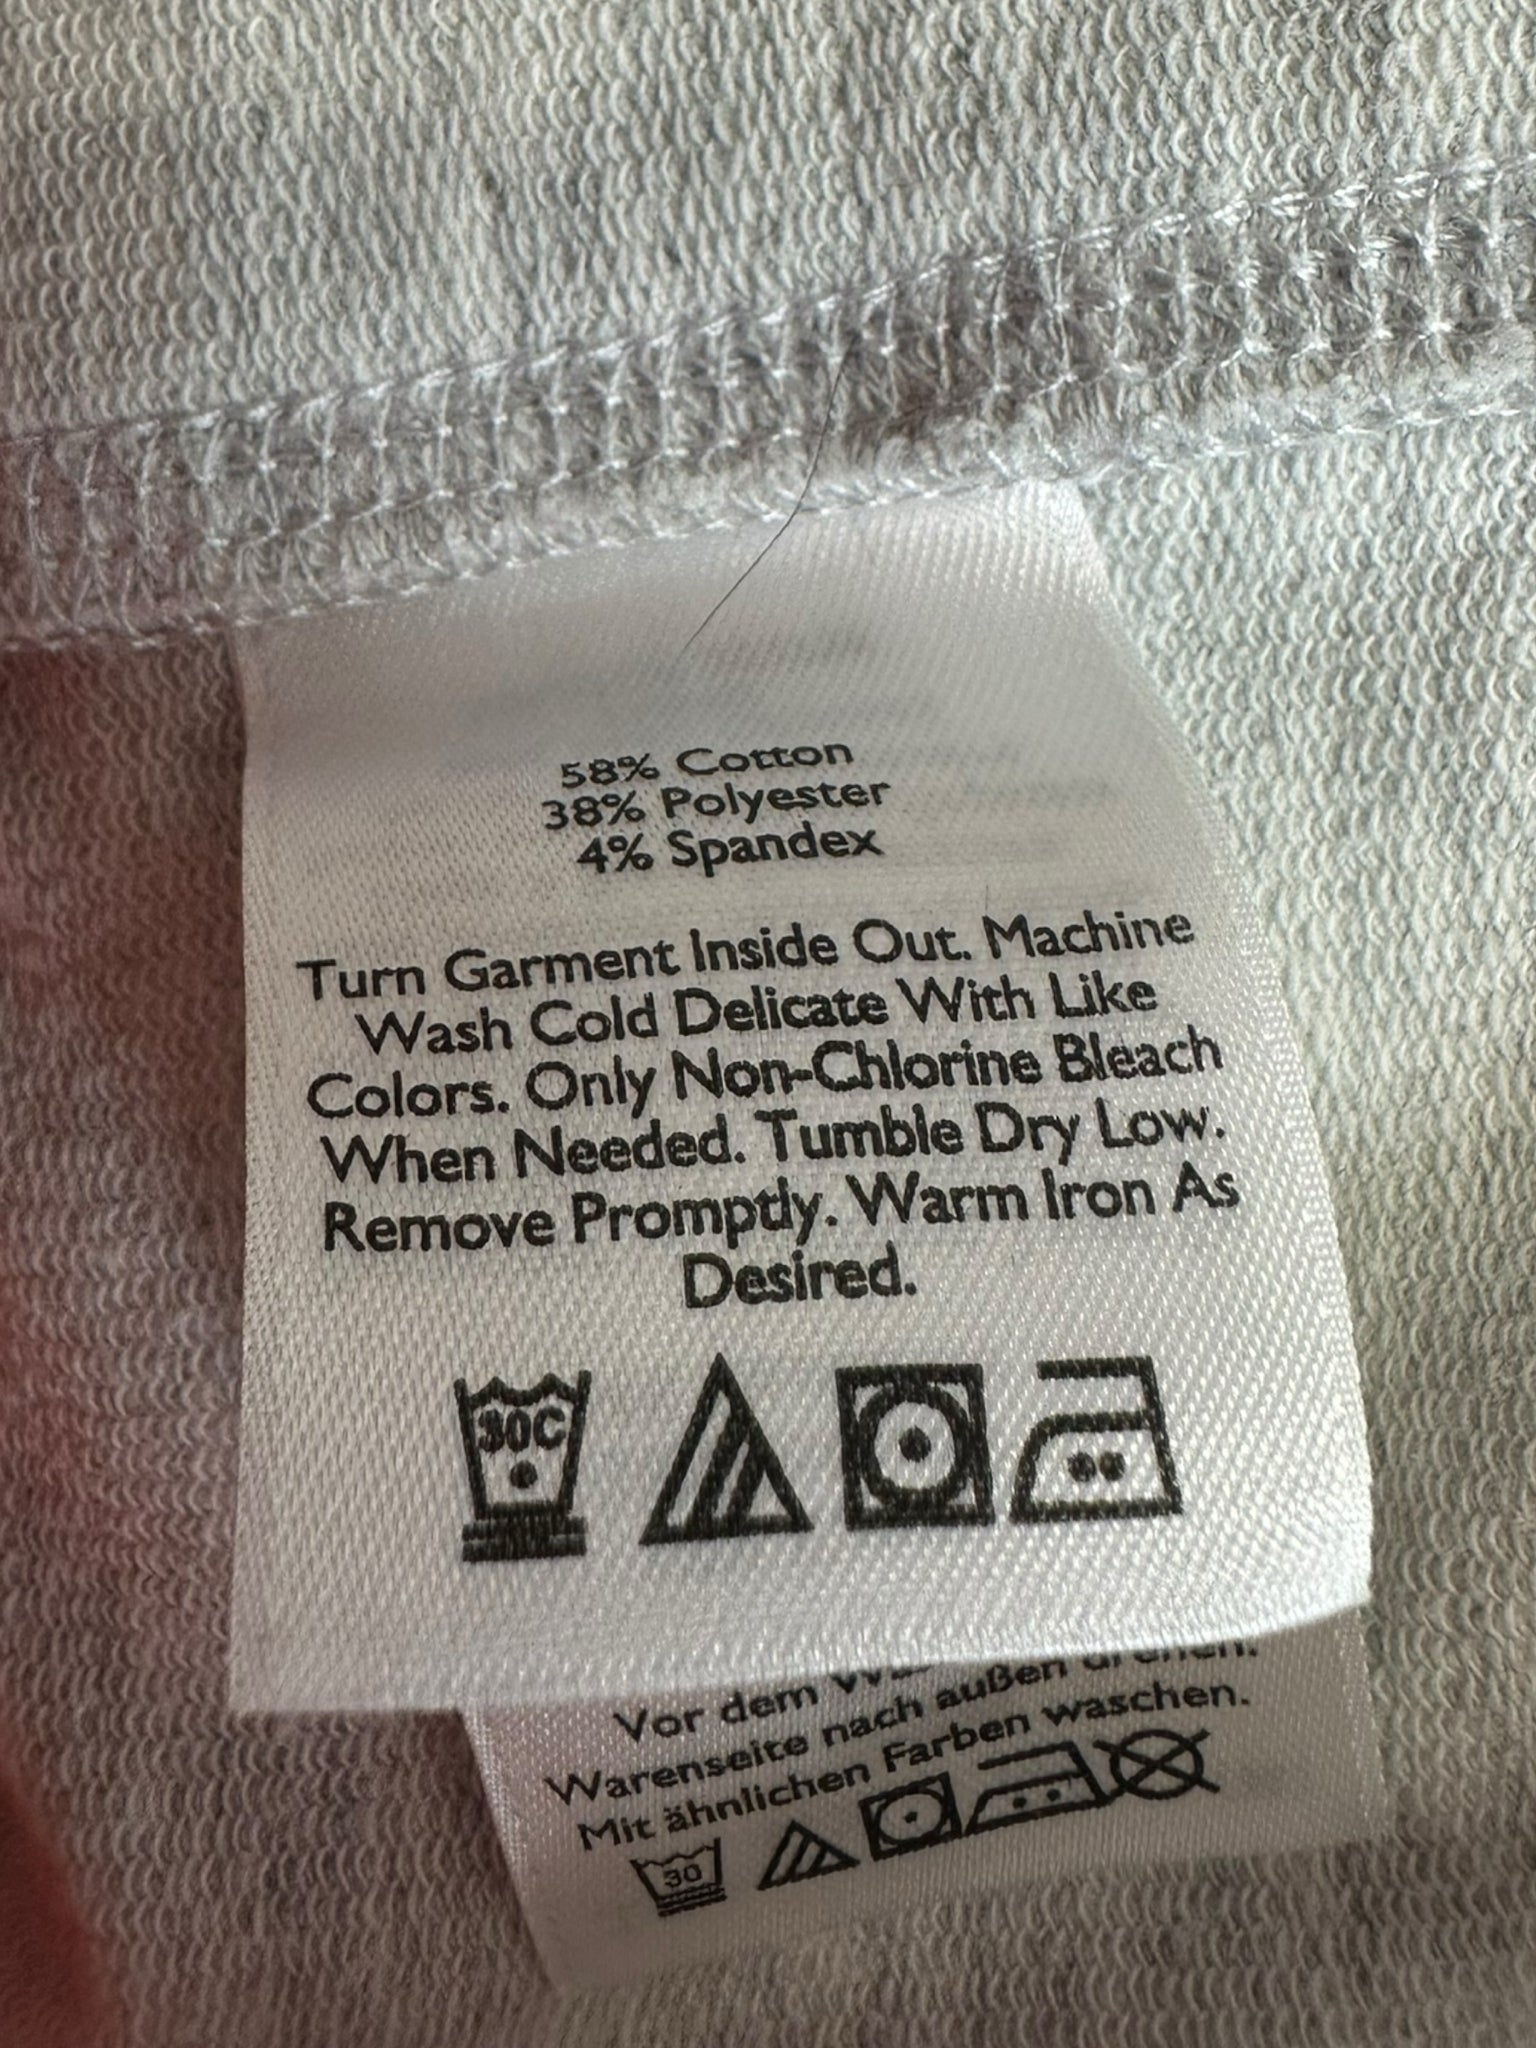 58% Cotton
38% Polyester
4% Spandex
Turn Garment Inside Out. Machine
Wash Cold Delicate With Like
Colors. Only Non-Chlorine Bleach
When Needed. Tumble Dry Low.
Remove Promptly. Warm Iron As
Desired.
30C
Vor dem
Warenseite nach außen
Mit ähnlichen Farben waschen.
30